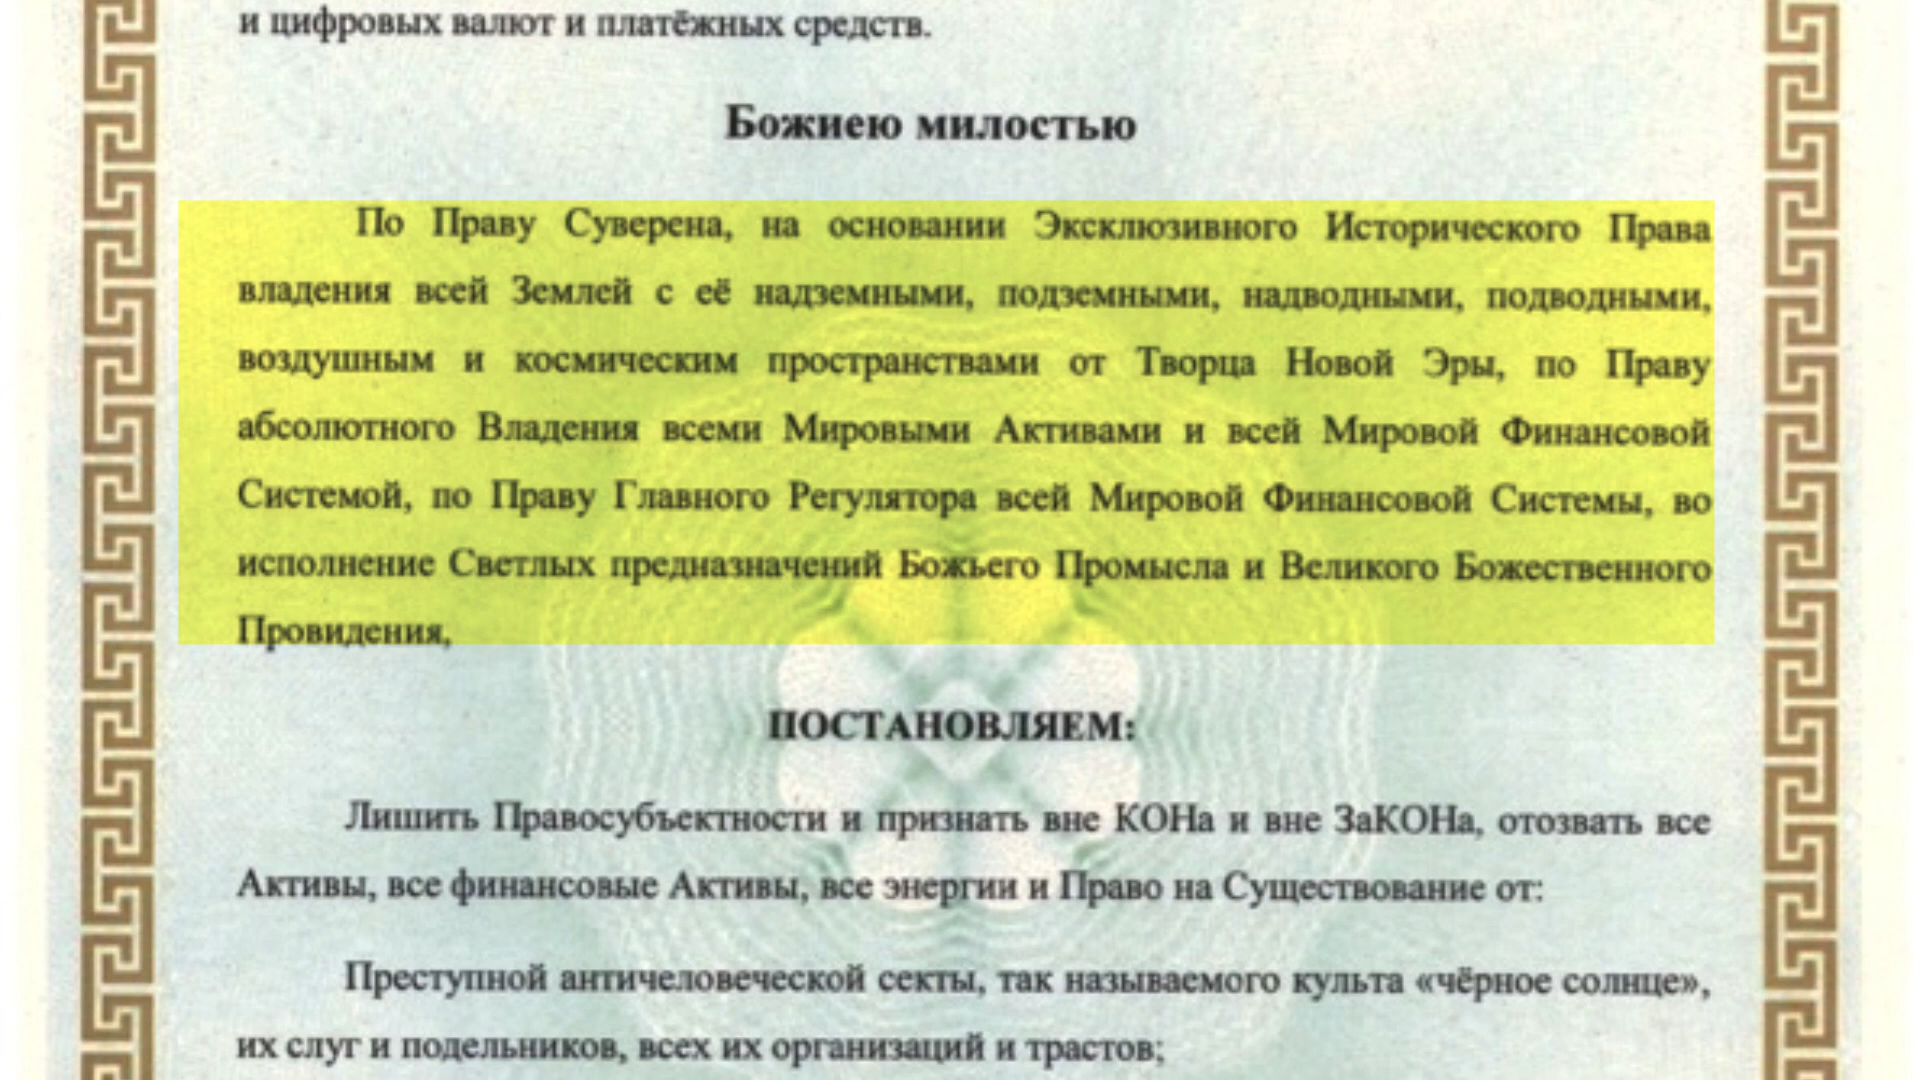 и цифровых валют и платёжных средств.
Божиею милостью
По Праву Суверена, на основании Эксклюзивного Исторического Права
владения всей Землей с её надземными, подземными, надводными, подводными,
воздушным и космическим пространствами от Творца Новой Эры, по Праву
абсолютного Владения всеми Мировыми Активами и всей Мировой Финансовой
Системой, по Праву Главного Регулятора всей Мировой Финансовой Системы, во
исполнение Светлых предназначений Божьего Промысла и Великого Божественного
Провидения,
ПОСТАНОВЛЯЕМ:
Лишить Правосубъектности и признать вне КОНа и вне ЗаКОНа, отозвать все
Активы, все финансовые Активы, все энергии и Право на Существование от:
Преступной античеловеческой секты, так называемого культа «чёрное солнце»,
их слуг и подельников, всех их организаций и трастов;